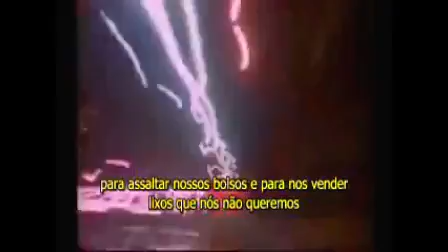 para assaltar nossos bolsos e para nos vender
lixos que nós não queremos